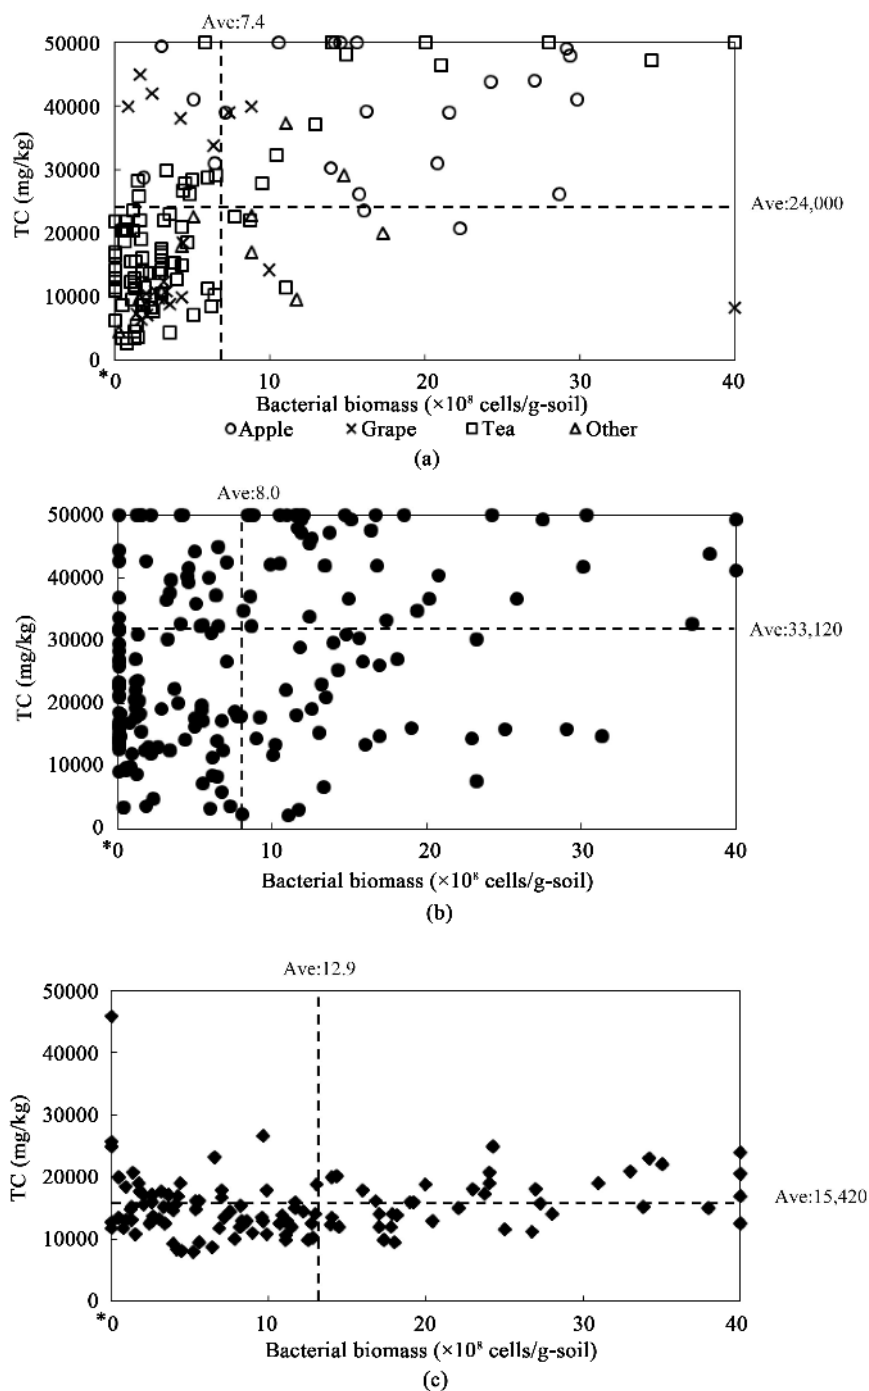 Ave:7.4
50000
40000
30000
20000
10000
0
TC (mg/kg)
Ave:24,000
*0 10 20 30 40
Bacterial biomass (×10⁸ cells/g-soil)
Apple Grape Tea Other
(a)
Ave:8.0
50000
40000
30000
20000
10000
0
TC (mg/kg)
Ave:33,120
*0 10 20 30 40
Bacterial biomass (×10⁸ cells/g-soil)
(b)
Ave:12.9
50000
40000
30000
20000
10000
0
TC (mg/kg)
Ave:15,420
*0 10 20 30 40
Bacterial biomass (×10⁸ cells/g-soil)
(c)